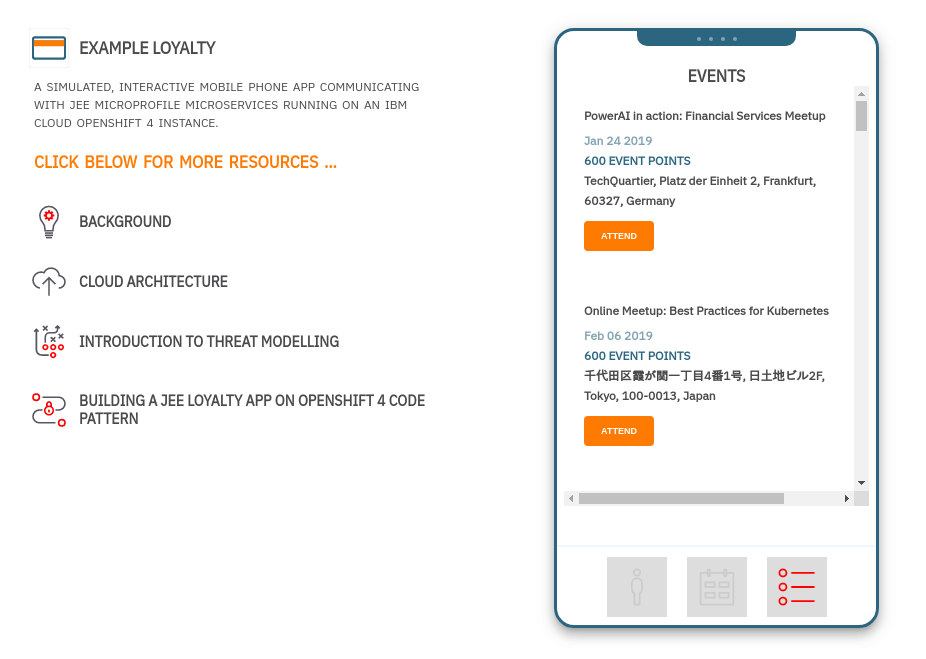 EXAMPLE LOYALTY
A SIMULATED, INTERACTIVE MOBILE PHONE APP COMMUNICATING
WITH JEE MICROPROFILE MICROSERVICES RUNNING ON AN IBM
CLOUD OPENSHIFT 4 INSTANCE.
CLICK BELOW FOR MORE RESOURCES ...
BACKGROUND
CLOUD ARCHITECTURE
INTRODUCTION TO THREAT MODELLING
BUILDING A JEE LOYALTY APP ON OPENSHIFT 4 CODE
PATTERN
EVENTS
PowerAI in action: Financial Services Meetup
Jan 24 2019
600 EVENT POINTS
TechQuartier, Platz der Einheit 2, Frankfurt,
60327, Germany
ATTEND
Online Meetup: Best Practices for Kubernetes
Feb 06 2019
600 EVENT POINTS
千代田区霞が関一丁目4番1号, 日土地ビル2F,
Tokyo, 100-0013, Japan
ATTEND